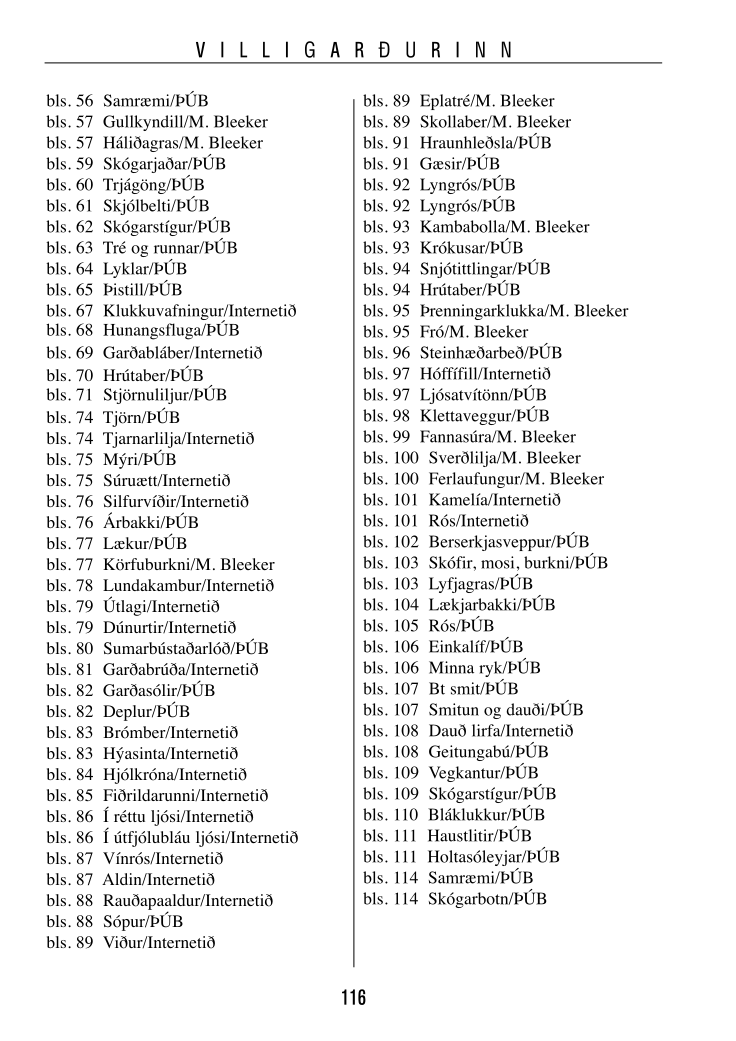 VILLIGARÐURINN
bls. 56 Samræmi/ÞÚB
bls. 57 Gullkyndill/M. Bleeker
bls. 57 Háliðagras/M. Bleeker
bls. 59 Skógarjaðar/ÞÚB
bls. 60 Trjágöng/ÞÚB
bls. 61 Skjólbelti/ÞÚB
bls. 62 Skógarstígur/ÞÚB
bls. 63 Tré og runnar/ÞÚB
bls. 64 Lyklar/ÞÚB
bls. 65 Þistill/ÞÚB
bls. 67 Klukkuvafningur/Internetið
bls. 68 Hunangsfluga/ÞÚB
bls. 69 Garðabláber/Internetið
bls. 70 Hrútaber/ÞÚB
bls. 71 Stjörnuliljur/ÞÚB
bls. 74 Tjörn/ÞÚB
bls. 74 Tjarnarlilja/Internetið
bls. 75 Mýri/ÞÚB
bls. 75 Súruætt/Internetið
bls. 76 Silfurvíðir/Internetið
bls. 76 Árbakki/ÞÚB
bls. 77 Lækur/ÞÚB
bls. 77 Körfuburkni/M. Bleeker
bls. 78 Lundakambur/Internetið
bls. 79 Útlagi/Internetið
bls. 79 Dúnurtir/Internetið
bls. 80 Sumarbústaðarlóð/ÞÚB
bls. 81 Garðabrúða/Internetið
bls. 82 Garðasólir/ÞÚB
bls. 82 Deplur/ÞÚB
bls. 83 Brómber/Internetið
bls. 83 Hýasinta/Internetið
bls. 84 Hjólkróna/Internetið
bls. 85 Fiðrildarunni/Internetið
bls. 86 Í réttu ljósi/Internetið
bls. 86 Í útfjólubláu ljósi/Internetið
bls. 87 Vínrós/Internetið
bls. 87 Aldin/Internetið
bls. 88 Rauðapaaldur/Internetið
bls. 88 Sópur/ÞÚB
bls. 89 Viður/Internetið
bls. 89 Eplatré/M. Bleeker
bls. 89 Skollaber/M. Bleeker
bls. 91 Hraunhleðsla/ÞÚB
bls. 91 Gæsir/ÞÚB
bls. 92 Lyngrós/ÞÚB
bls. 92 Lyngrós/ÞÚB
bls. 93 Kambabolla/M. Bleeker
bls. 93 Krókusar/ÞÚB
bls. 94 Snjótittlingar/ÞÚB
bls. 94 Hrútaber/ÞÚB
bls. 95 Þrenningarklukka/M. Bleeker
bls. 95 Fró/M. Bleeker
bls. 96 Steinhæðarbeð/ÞÚB
bls. 97 Hóffífill/Internetið
bls. 97 Ljósatvítönn/ÞÚB
bls. 98 Klettaveggur/ÞÚB
bls. 99 Fannasúra/M. Bleeker
bls. 100 Sverðlilja/M. Bleeker
bls. 100 Ferlaufungur/M. Bleeker
bls. 101 Kamelía/Internetið
bls. 101 Rós/Internetið
bls. 102 Berserkjasveppur/ÞÚB
bls. 103 Skófir, mosi, burkni/ÞÚB
bls. 103 Lyfjagras/ÞÚB
bls. 104 Lækjarbakki/ÞÚB
bls. 105 Rós/ÞÚB
bls. 106 Einkalíf/ÞÚB
bls. 106 Minna ryk/ÞÚB
bls. 107 Bt smit/ÞÚB
bls. 107 Smitun og dauði/ÞÚB
bls. 108 Dauð lirfa/Internetið
bls. 108 Geitungabú/ÞÚB
bls. 109 Vegkantur/ÞÚB
bls. 109 Skógarstígur/ÞÚB
bls. 110 Bláklukkur/ÞÚB
bls. 111 Haustlitir/ÞÚB
bls. 111 Holtasóleyjar/ÞÚB
bls. 114 Samræmi/ÞÚB
bls. 114 Skógarbotn/ÞÚB
116